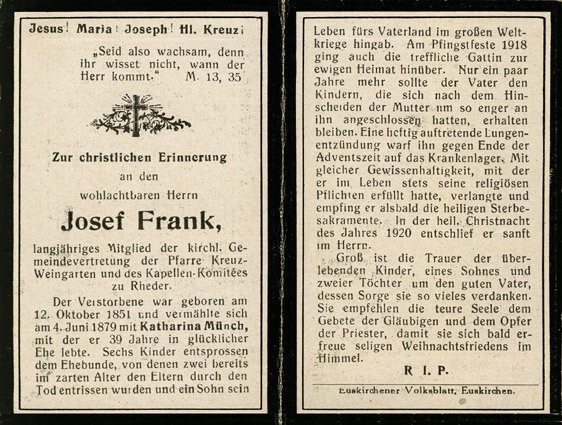 Jesus! Maria! Joseph! Hl. Kreuz!
„Seid also wachsam, denn
ihr wisset nicht, wann der
Herr kommt.“ M. 13, 35
Zur christlichen Erinnerung
an den
wohlachtbaren Herrn
Josef Frank,
langjähriges Mitglied der kirchl. Ge-
meindevertretung der Pfarre Kreuz-
Weingarten und des Kapellen-Komitées
zu Rheder.
Der Verstorbene war geboren am
12. Oktober 1851 und vermählte sich
am 4. Juni 1879 mit Katharina Münch,
mit der er 39 Jahre in glücklicher
Ehe lebte. Sechs Kinder entsprossen
dem Ehebunde, von denen zwei bereits
im zarten Alter den Eltern durch den
Tod entrissen wurden und ein Sohn sein
Leben fürs Vaterland im großen Welt-
kriege hingab. Am Pfingstfeste 1918
ging auch die treffliche Gattin zur
ewigen Heimat hinüber. Nur ein paar
Jahre mehr sollte der Vater den
Kindern, die sich nach dem Hin-
scheiden der Mutter um so enger an
ihn angeschlossen hatten, erhalten
bleiben. Eine heftig auftretende Lungen-
entzündung warf ihn gegen Ende der
Adventszeit auf das Krankenlager. Mit
gleicher Gewissenhaftigkeit, mit der
er im Leben stets seine religiösen
Pflichten erfüllt hatte, verlangte und
empfing er alsbald die heiligen Sterbe-
sakramente. In der heil. Christnacht
des Jahres 1920 entschlief er sanft
im Herrn.
Groß ist die Trauer der über-
lebenden Kinder, eines Sohnes und
zweier Töchter um den guten Vater,
dessen Sorge sie so vieles verdanken.
Sie empfehlen die teure Seele dem
Gebete der Gläubigen und dem Opfer
der Priester, damit sie sich bald er-
freue seligen Weihnachtsfriedens im
Himmel.
R. I. P.
Euskirchener Volksblatt, Euskirchen.